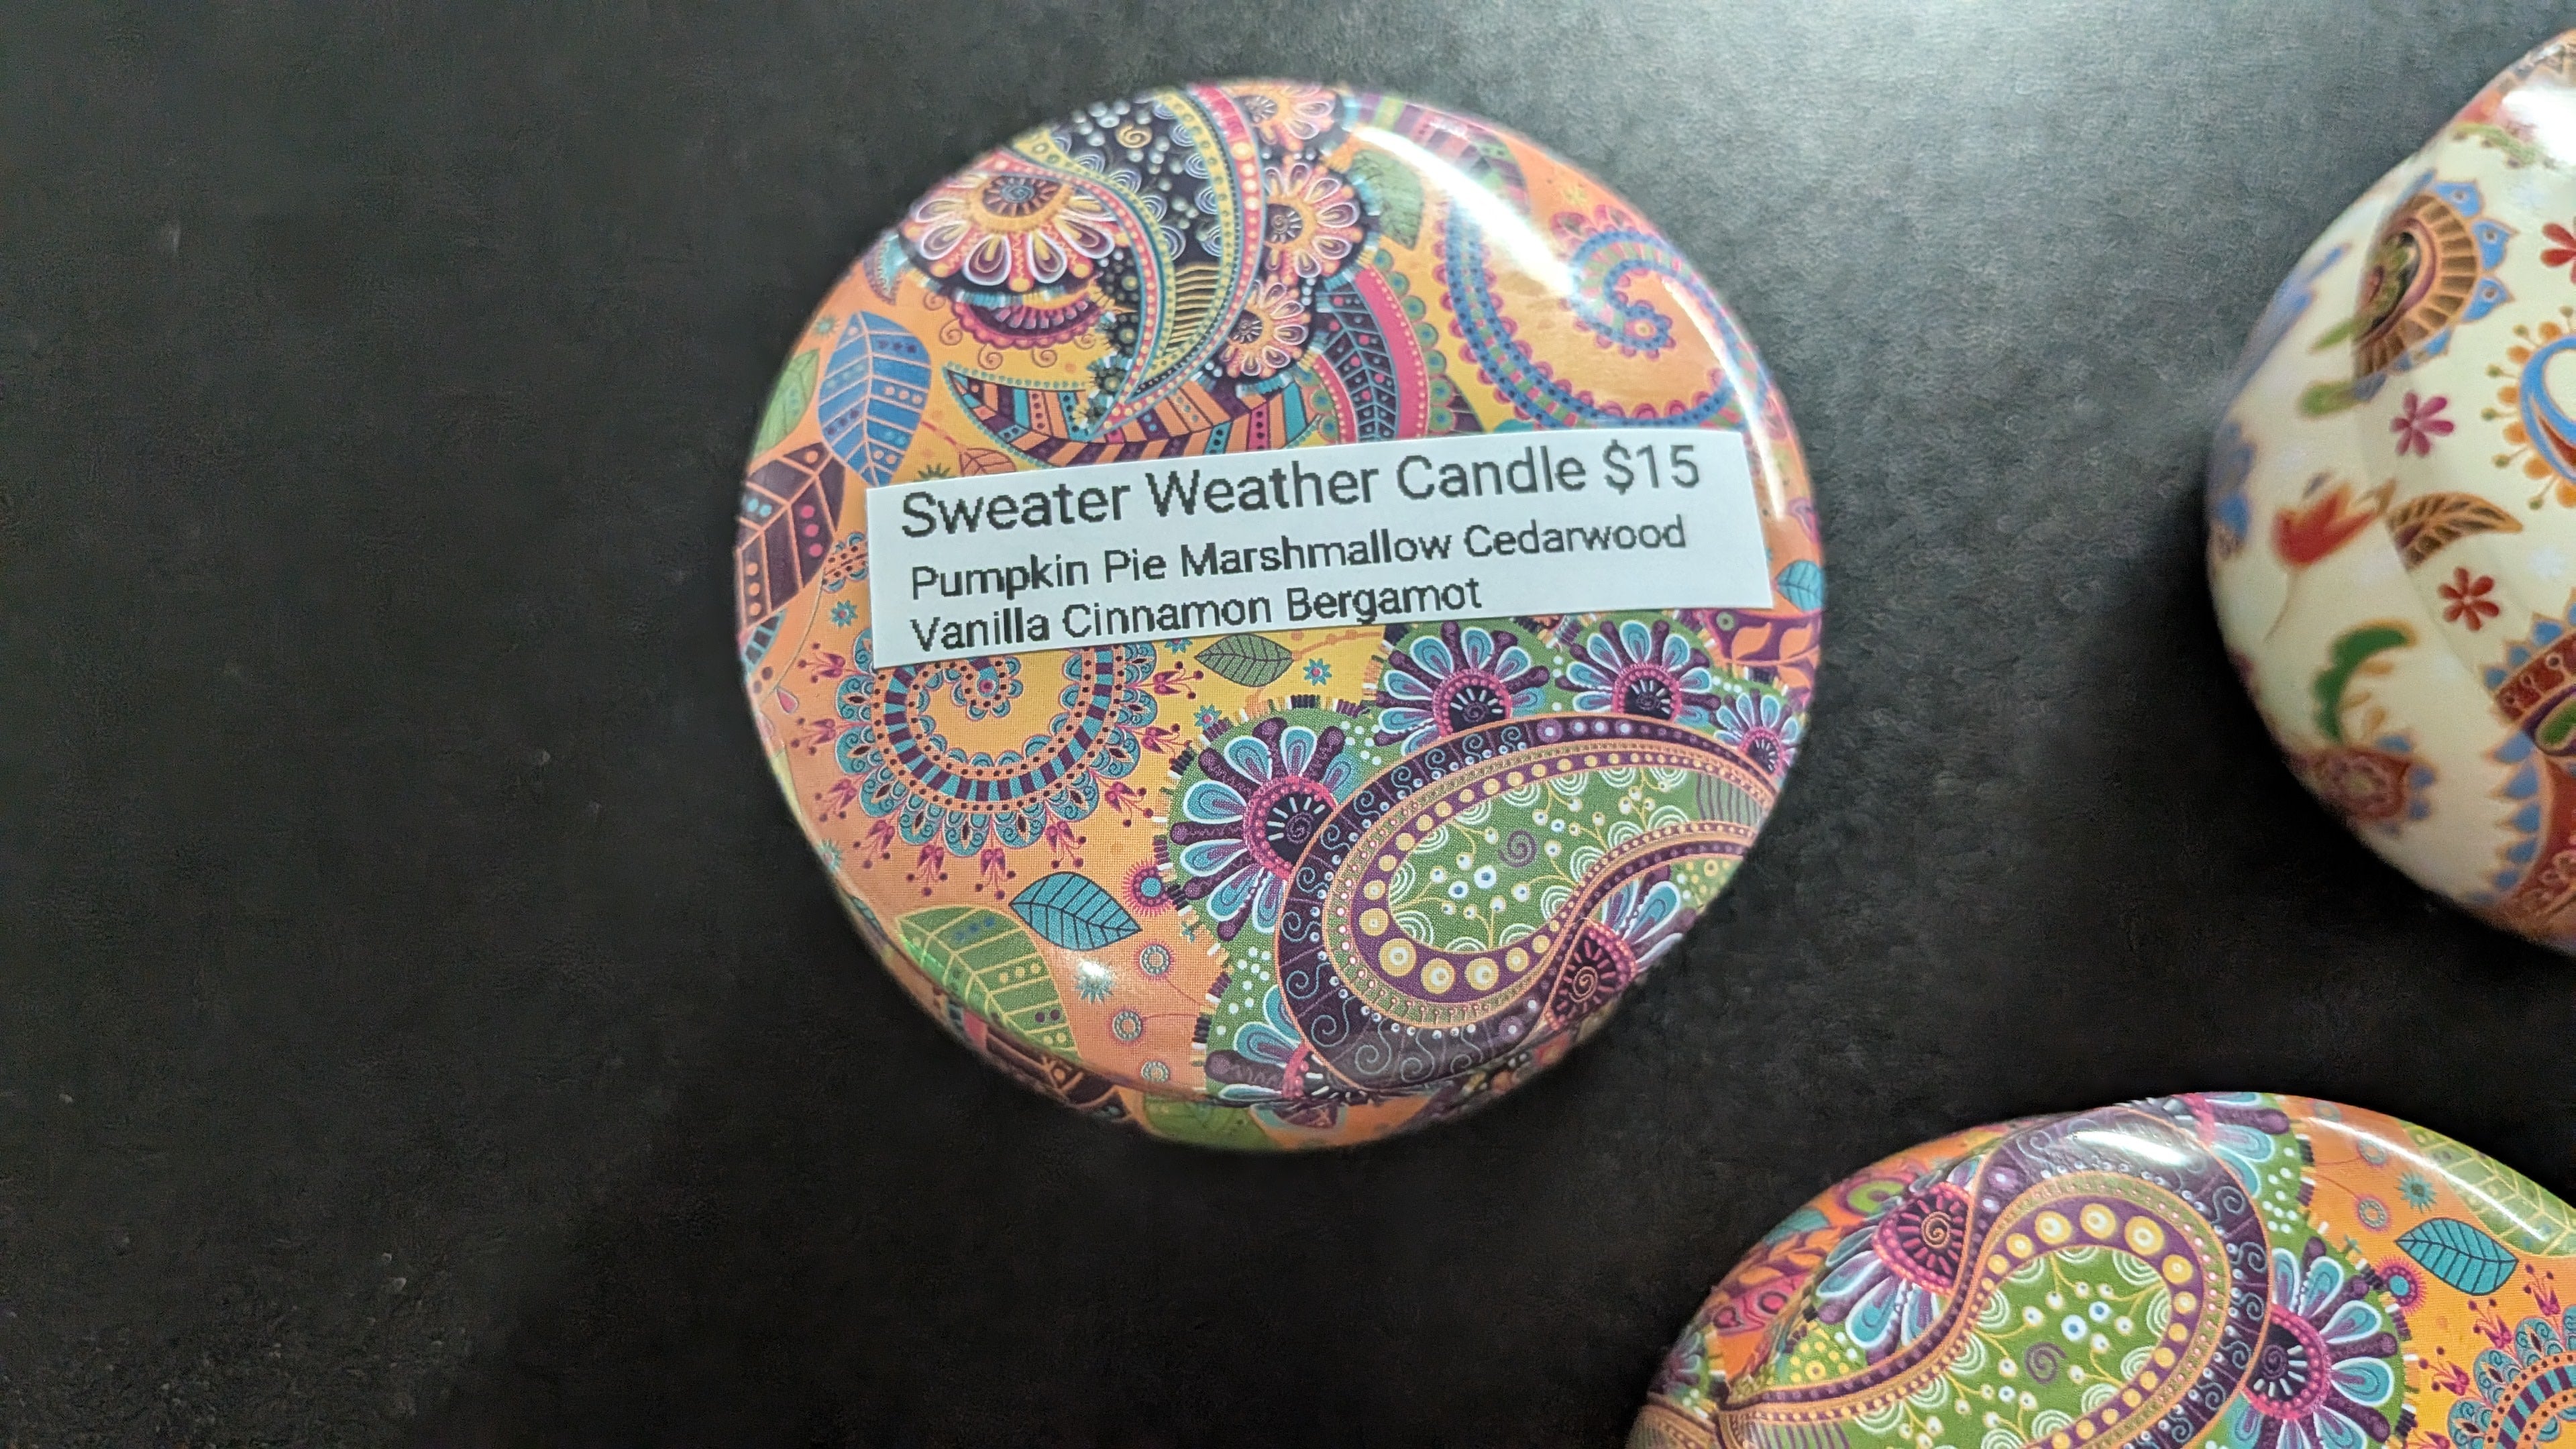 Sweater Weather Candle $15
Pumpkin Pie Marshmallow Cedarwood
Vanilla Cinnamon Bergamot